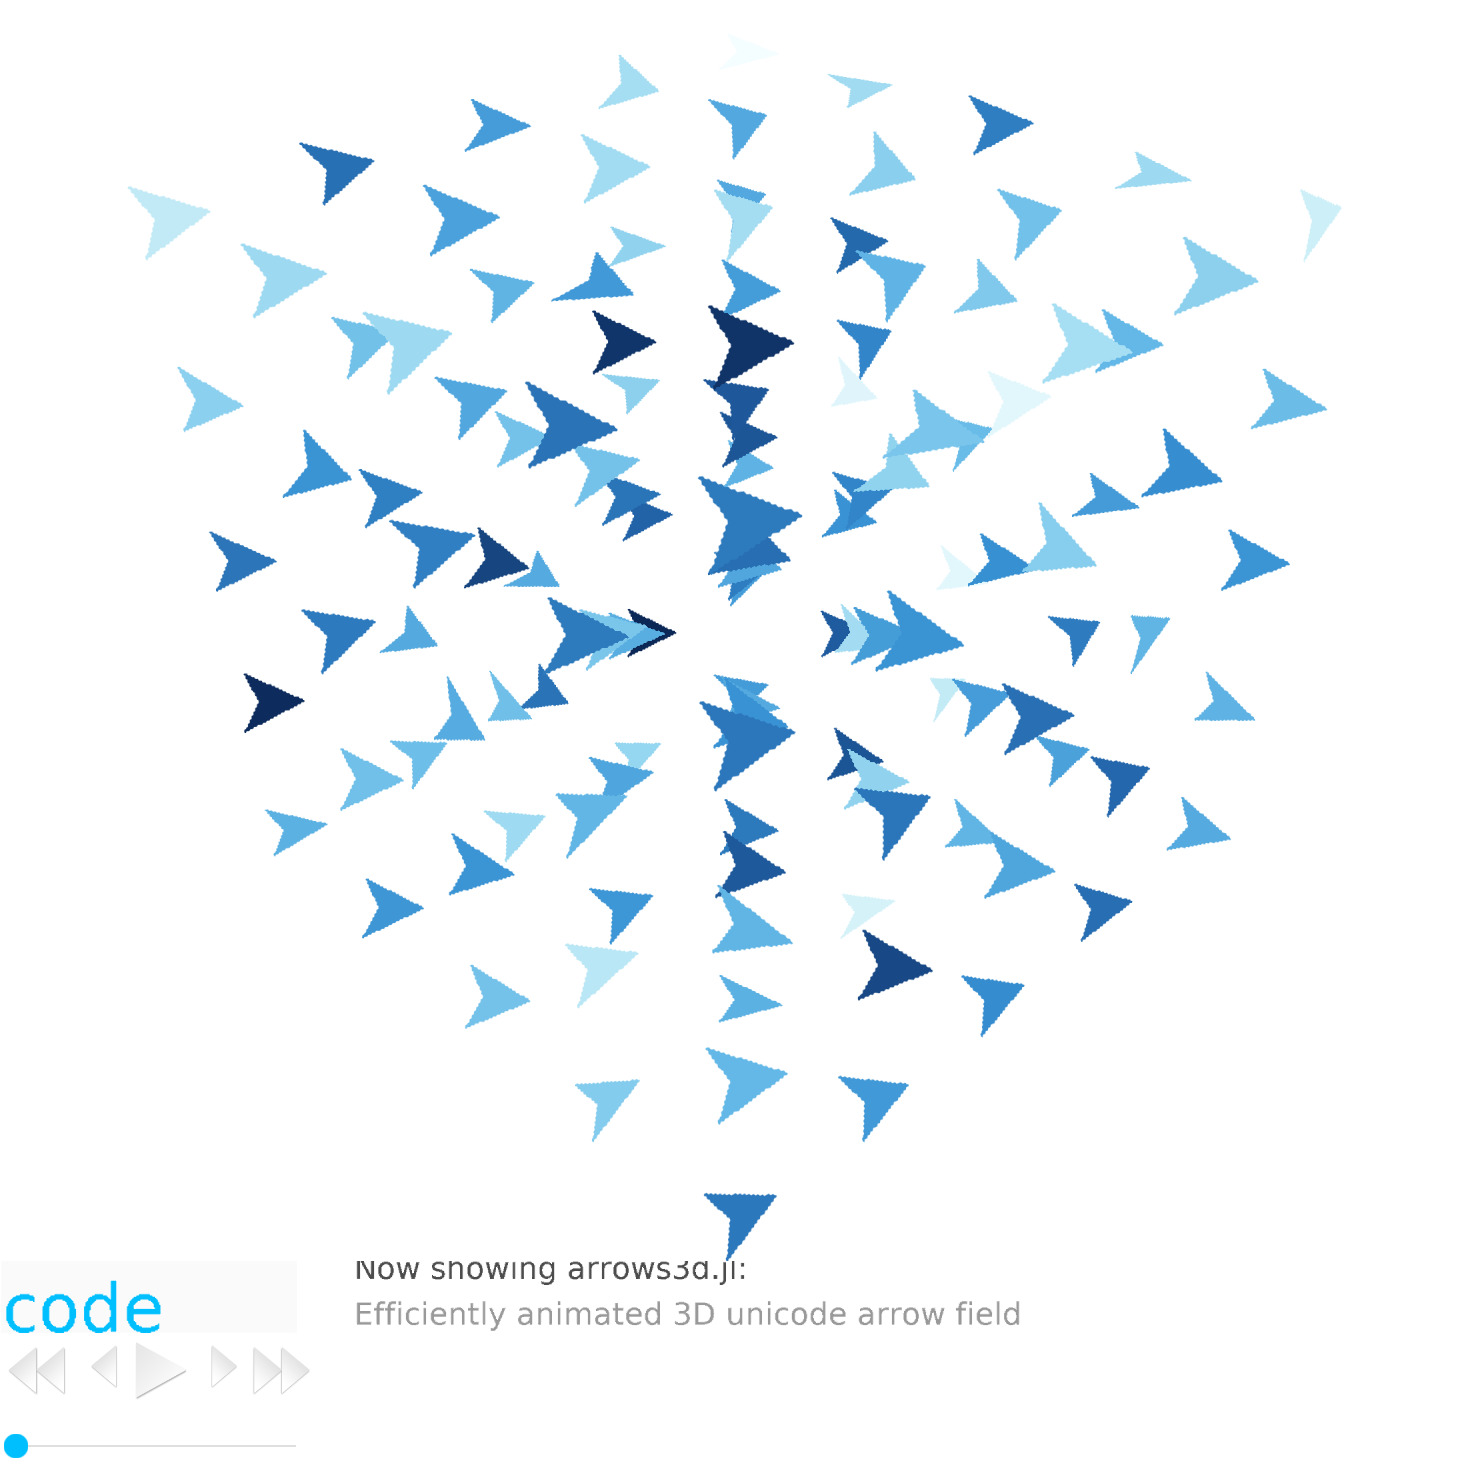 Now showing arrows3d.jl:
code
Efficiently animated 3D unicode arrow field